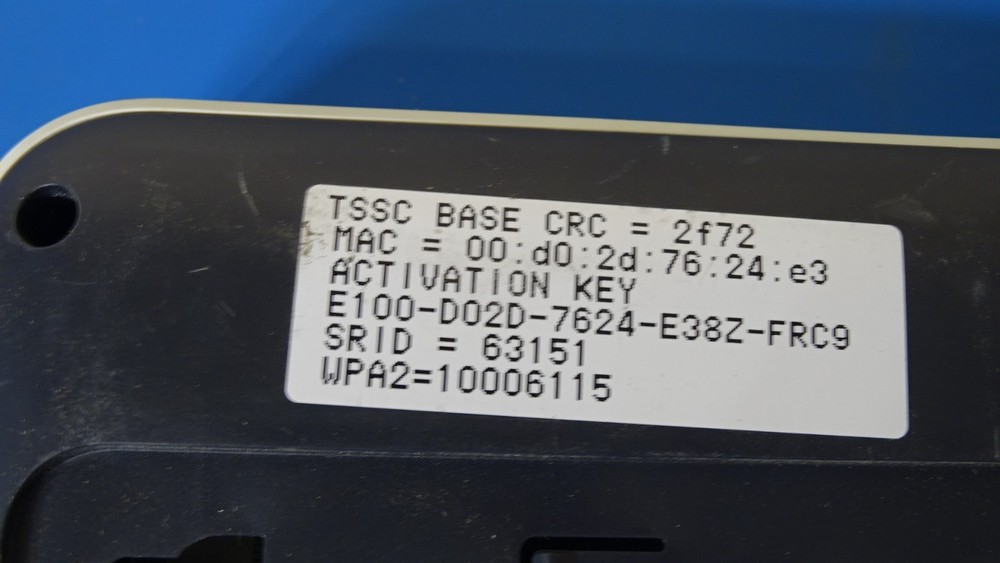 TSSC BASE CRC = 2f72
MAC = 00:d0:2d:76:24:e3
ACTIVATION KEY
E100-D02D-7624-E38Z-FRC9
SRID = 63151
WPA2=10006115